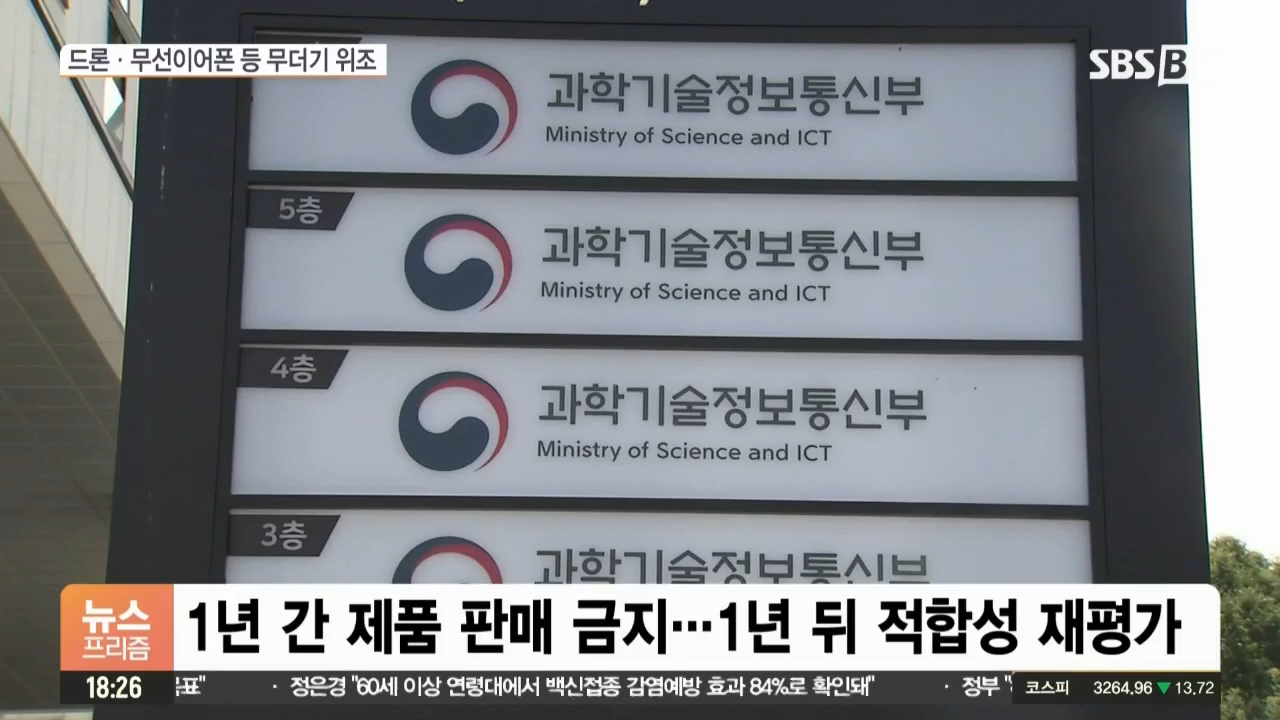 드론·무선이어폰 등 무더기 위조
SBS B
과학기술정보통신부
Ministry of Science and ICT
5층
과학기술정보통신부
Ministry of Science and ICT
4층
과학기술정보통신부
Ministry of Science and ICT
3층
과학기술정보통신부
뉴스
프리즘
1년 간 제품 판매 금지…1년 뒤 적합성 재평가
18:26
· 정은경 "60세 이상 연령대에서 백신접종 감염예방 효과 84%로 확인돼" · 정부
코스피 3264.96 ▼ 13.72